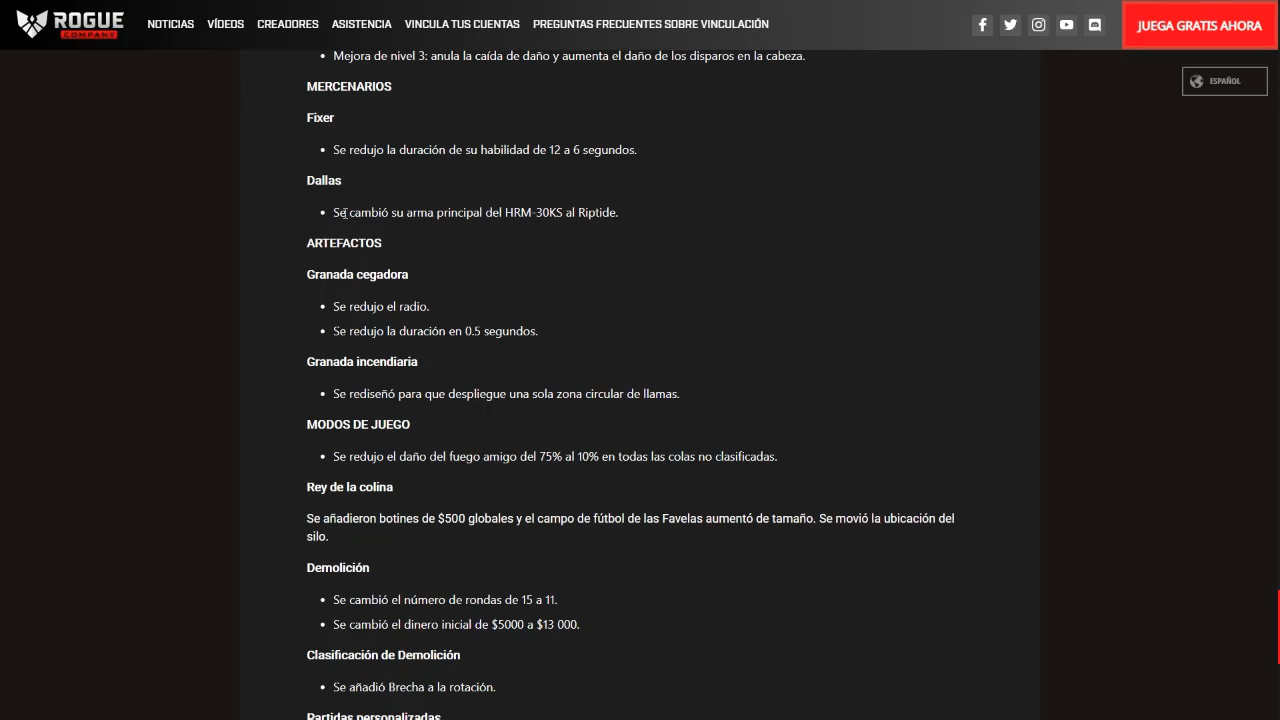 ROGUE COMPANY NOTICIAS VÍDEOS CREADORES ASISTENCIA VINCULA TUS CUENTAS PREGUNTAS FRECUENTES SOBRE VINCULACIÓN JUEGA GRATIS AHORA
ESPAÑOL
Mejora de nivel 3: anula la caída de daño y aumenta el daño de los disparos en la cabeza.
MERCENARIOS
Fixer
Se redujo la duración de su habilidad de 12 a 6 segundos.
Dallas
Se cambió su arma principal del HRM-30KS al Riptide.
ARTEFACTOS
Granada cegadora
Se redujo el radio.
Se redujo la duración en 0.5 segundos.
Granada incendiaria
Se rediseñó para que despliegue una sola zona circular de llamas.
MODOS DE JUEGO
Se redujo el daño del fuego amigo del 75% al 10% en todas las colas no clasificadas.
Rey de la colina
Se añadieron botines de $500 globales y el campo de fútbol de las Favelas aumentó de tamaño. Se movió la ubicación del
silo.
Demolición
Se cambió el número de rondas de 15 a 11.
Se cambió el dinero inicial de $5000 a $13 000.
Clasificación de Demolición
Se añadió Brecha a la rotación.
Partidas personalizadas